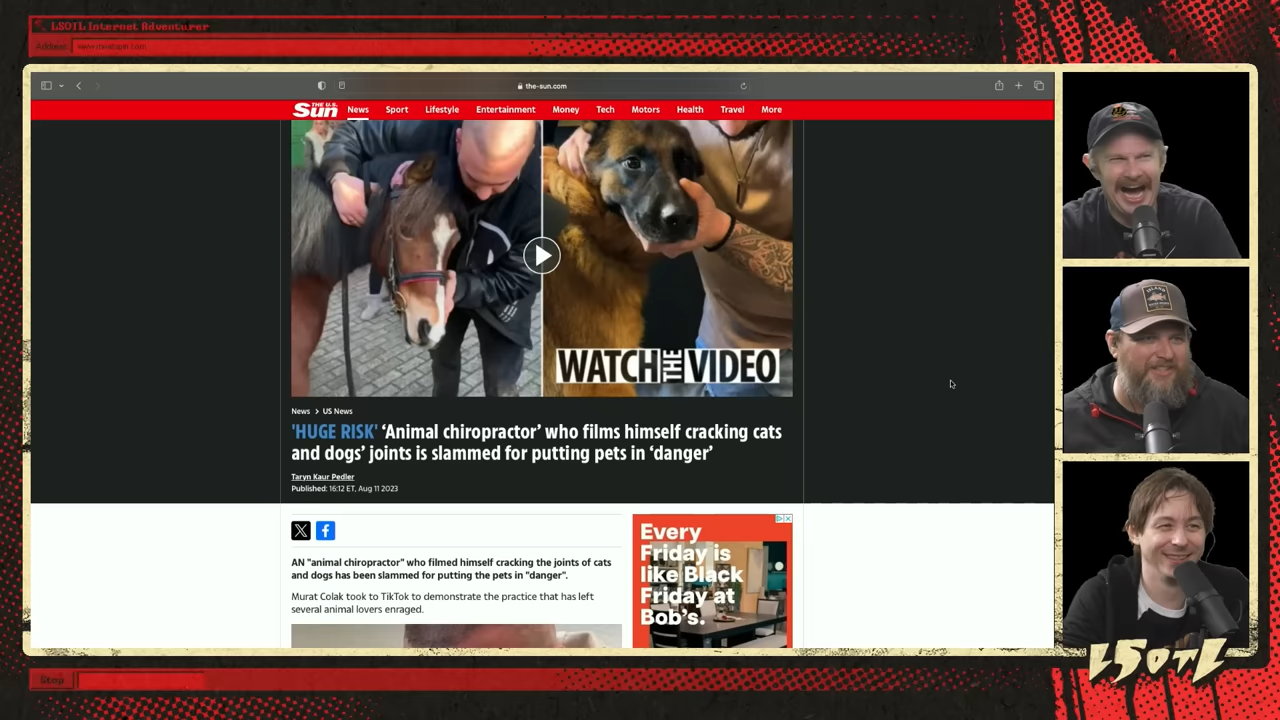 LSOTL Internet Adventurer
Address
the-sun.com
THE U.S. Sun News Sport Lifestyle Entertainment Money Tech Motors Health Travel More
WATCH THE VIDEO
News > US News
'HUGE RISK' ‘Animal chiropractor’ who films himself cracking cats
and dogs’ joints is slammed for putting pets in ‘danger’
Taryn Kaur Pedler
Published: 16:12 ET, Aug 11 2023
AN "animal chiropractor" who filmed himself cracking the joints of cats
and dogs has been slammed for putting the pets in "danger".
Murat Colak took to TikTok to demonstrate the practice that has left
several animal lovers enraged.
Every
Friday is
like Black
Friday at
Bob’s.
ISLAND
LSOTL
Stop